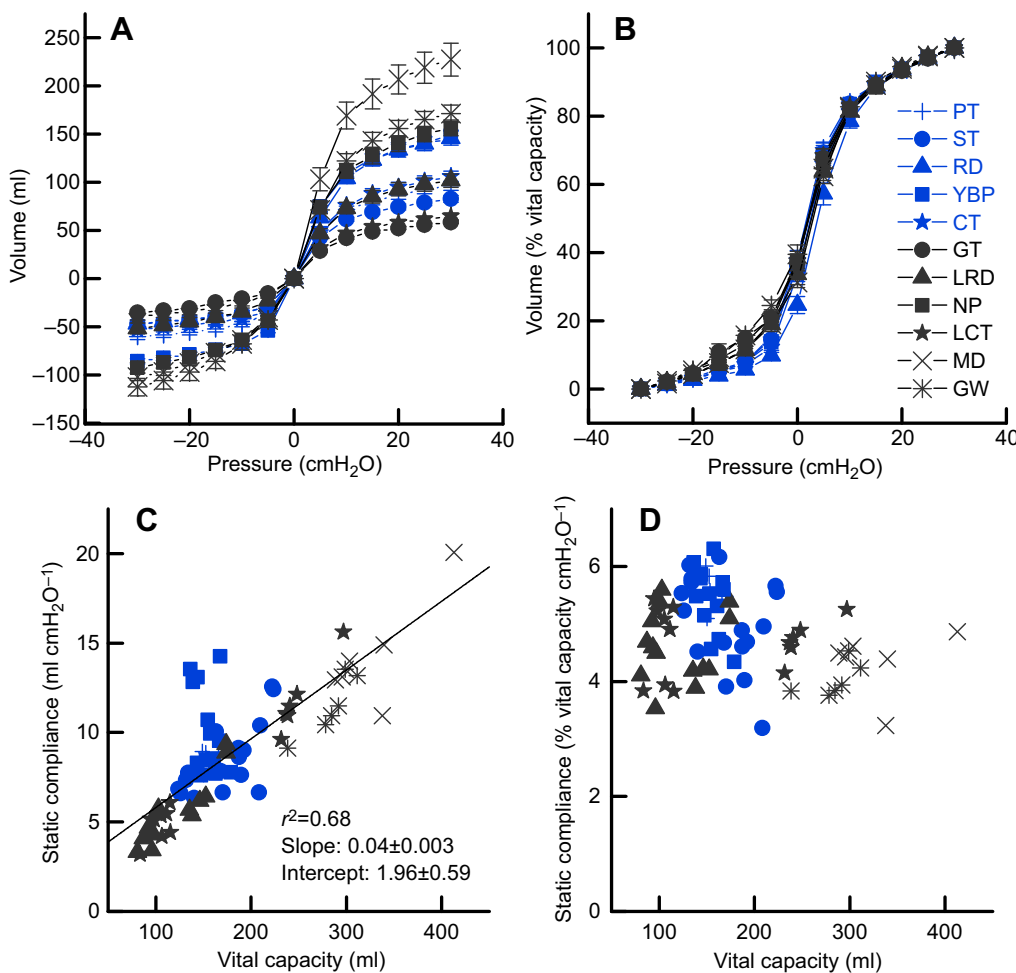 A
250
200
150
100
50
0
–50
–100
–150
Volume (ml)
–40 –20 0 20 40
Pressure (cmH₂O)
B
100
80
60
40
20
0
Volume (% vital capacity)
PT
ST
RD
YBP
CT
GT
LRD
NP
LCT
MD
GW
–40 –20 0 20 40
Pressure (cmH₂O)
C
20
15
10
5
0
Static compliance (ml cmH₂O⁻¹)
r²=0.68
Slope: 0.04±0.003
Intercept: 1.96±0.59
100 200 300 400
Vital capacity (ml)
D
6
4
2
0
Static compliance (% vital capacity cmH₂O⁻¹)
100 200 300 400
Vital capacity (ml)